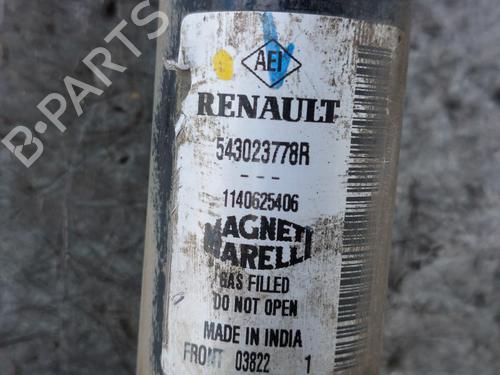 B-PARTS
AEI
RENAULT
543023778R
- - -
1140625406
MAGNETI
MARELLI
GAS FILLED
DO NOT OPEN
MADE IN INDIA
FRONT 03822 1